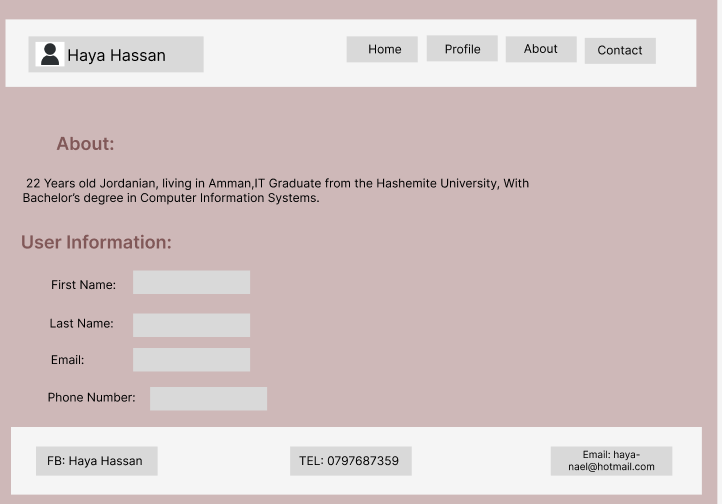 Haya Hassan
Home
Profile
About
Contact
About:
22 Years old Jordanian, living in Amman,IT Graduate from the Hashemite University, With
Bachelor’s degree in Computer Information Systems.
User Information:
First Name:
Last Name:
Email:
Phone Number:
FB: Haya Hassan
TEL: 0797687359
Email: haya-
nael@hotmail.com